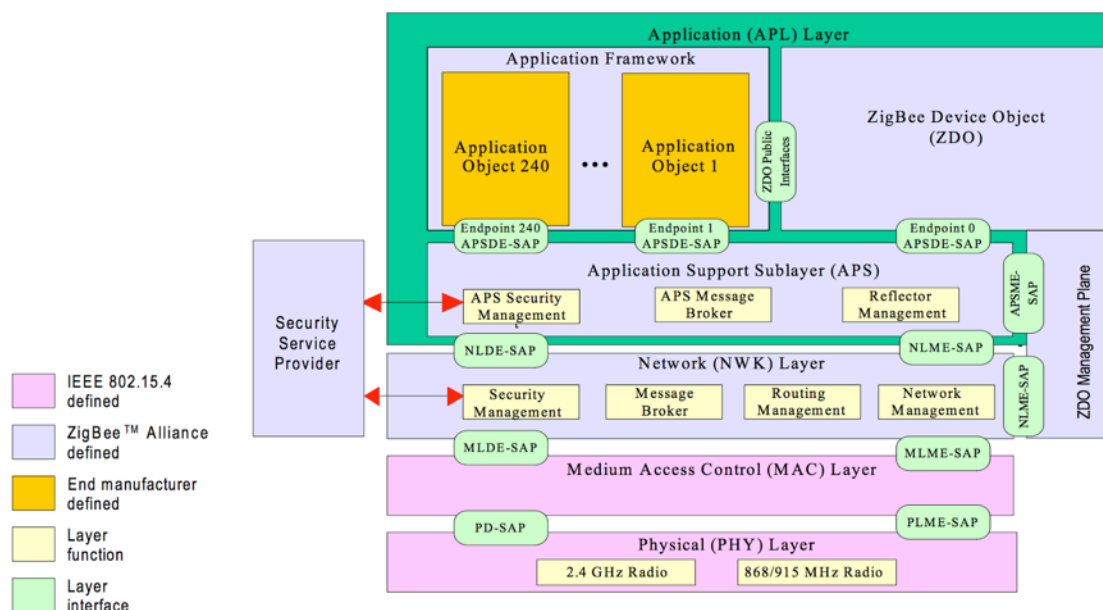 Application (APL) Layer
Application Framework
Application
Object 240
...
Application
Object 1
ZDO Public
Interfaces
ZigBee Device Object
(ZDO)
Endpoint 240
APSDE-SAP
Endpoint 1
APSDE-SAP
Endpoint 0
APSDE-SAP
Application Support Sublayer (APS)
APS Security
Management
APS Message
Broker
Reflector
Management
APSME-
SAP
Security
Service
Provider
NLDE-SAP
NLME-SAP
Network (NWK) Layer
Security
Management
Message
Broker
Routing
Management
Network
Management
NLME-SAP
ZDO Management Plane
MLDE-SAP
MLME-SAP
Medium Access Control (MAC) Layer
PD-SAP
PLME-SAP
Physical (PHY) Layer
2.4 GHz Radio
868/915 MHz Radio
IEEE 802.15.4
defined
ZigBee™ Alliance
defined
End manufacturer
defined
Layer
function
Layer
interface